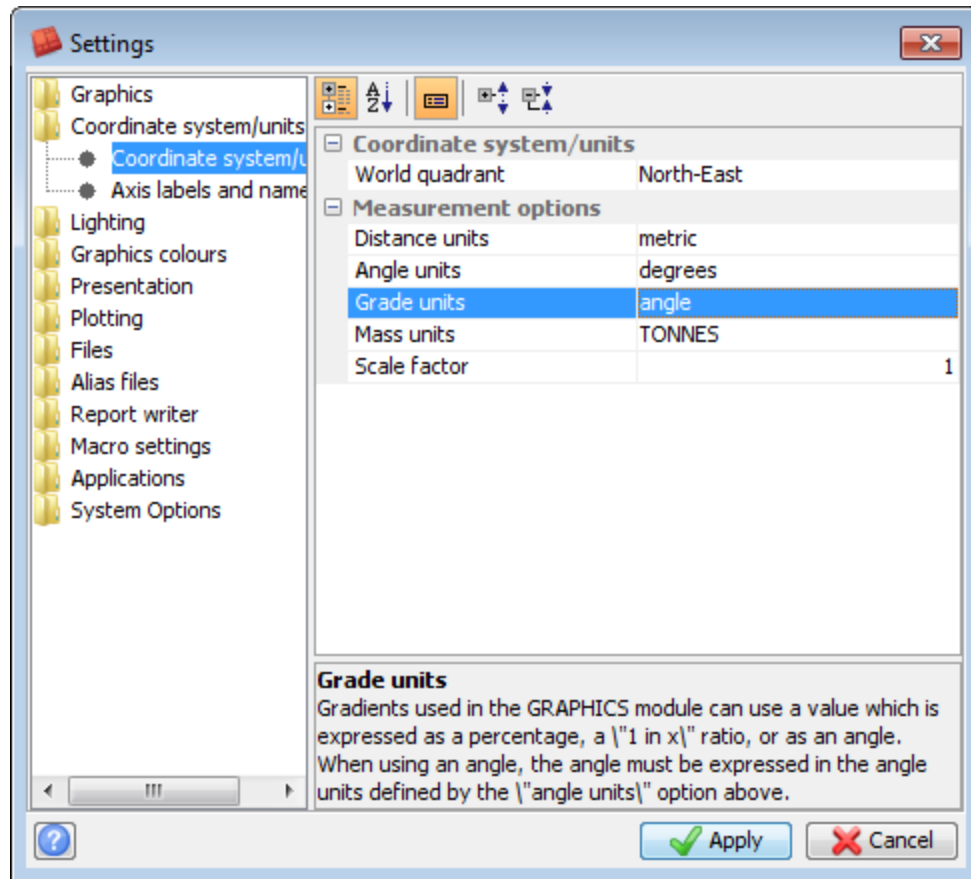 Settings
Graphics
Coordinate system/units
Coordinate system/u
Axis labels and name
Lighting
Graphics colours
Presentation
Plotting
Files
Alias files
Report writer
Macro settings
Applications
System Options
A
Z
Coordinate system/units
World quadrant North-East
Measurement options
Distance units metric
Angle units degrees
Grade units angle
Mass units TONNES
Scale factor 1
Grade units
Gradients used in the GRAPHICS module can use a value which is
expressed as a percentage, a \"1 in x\" ratio, or as an angle.
When using an angle, the angle must be expressed in the angle
units defined by the \"angle units\" option above.
? Apply Cancel